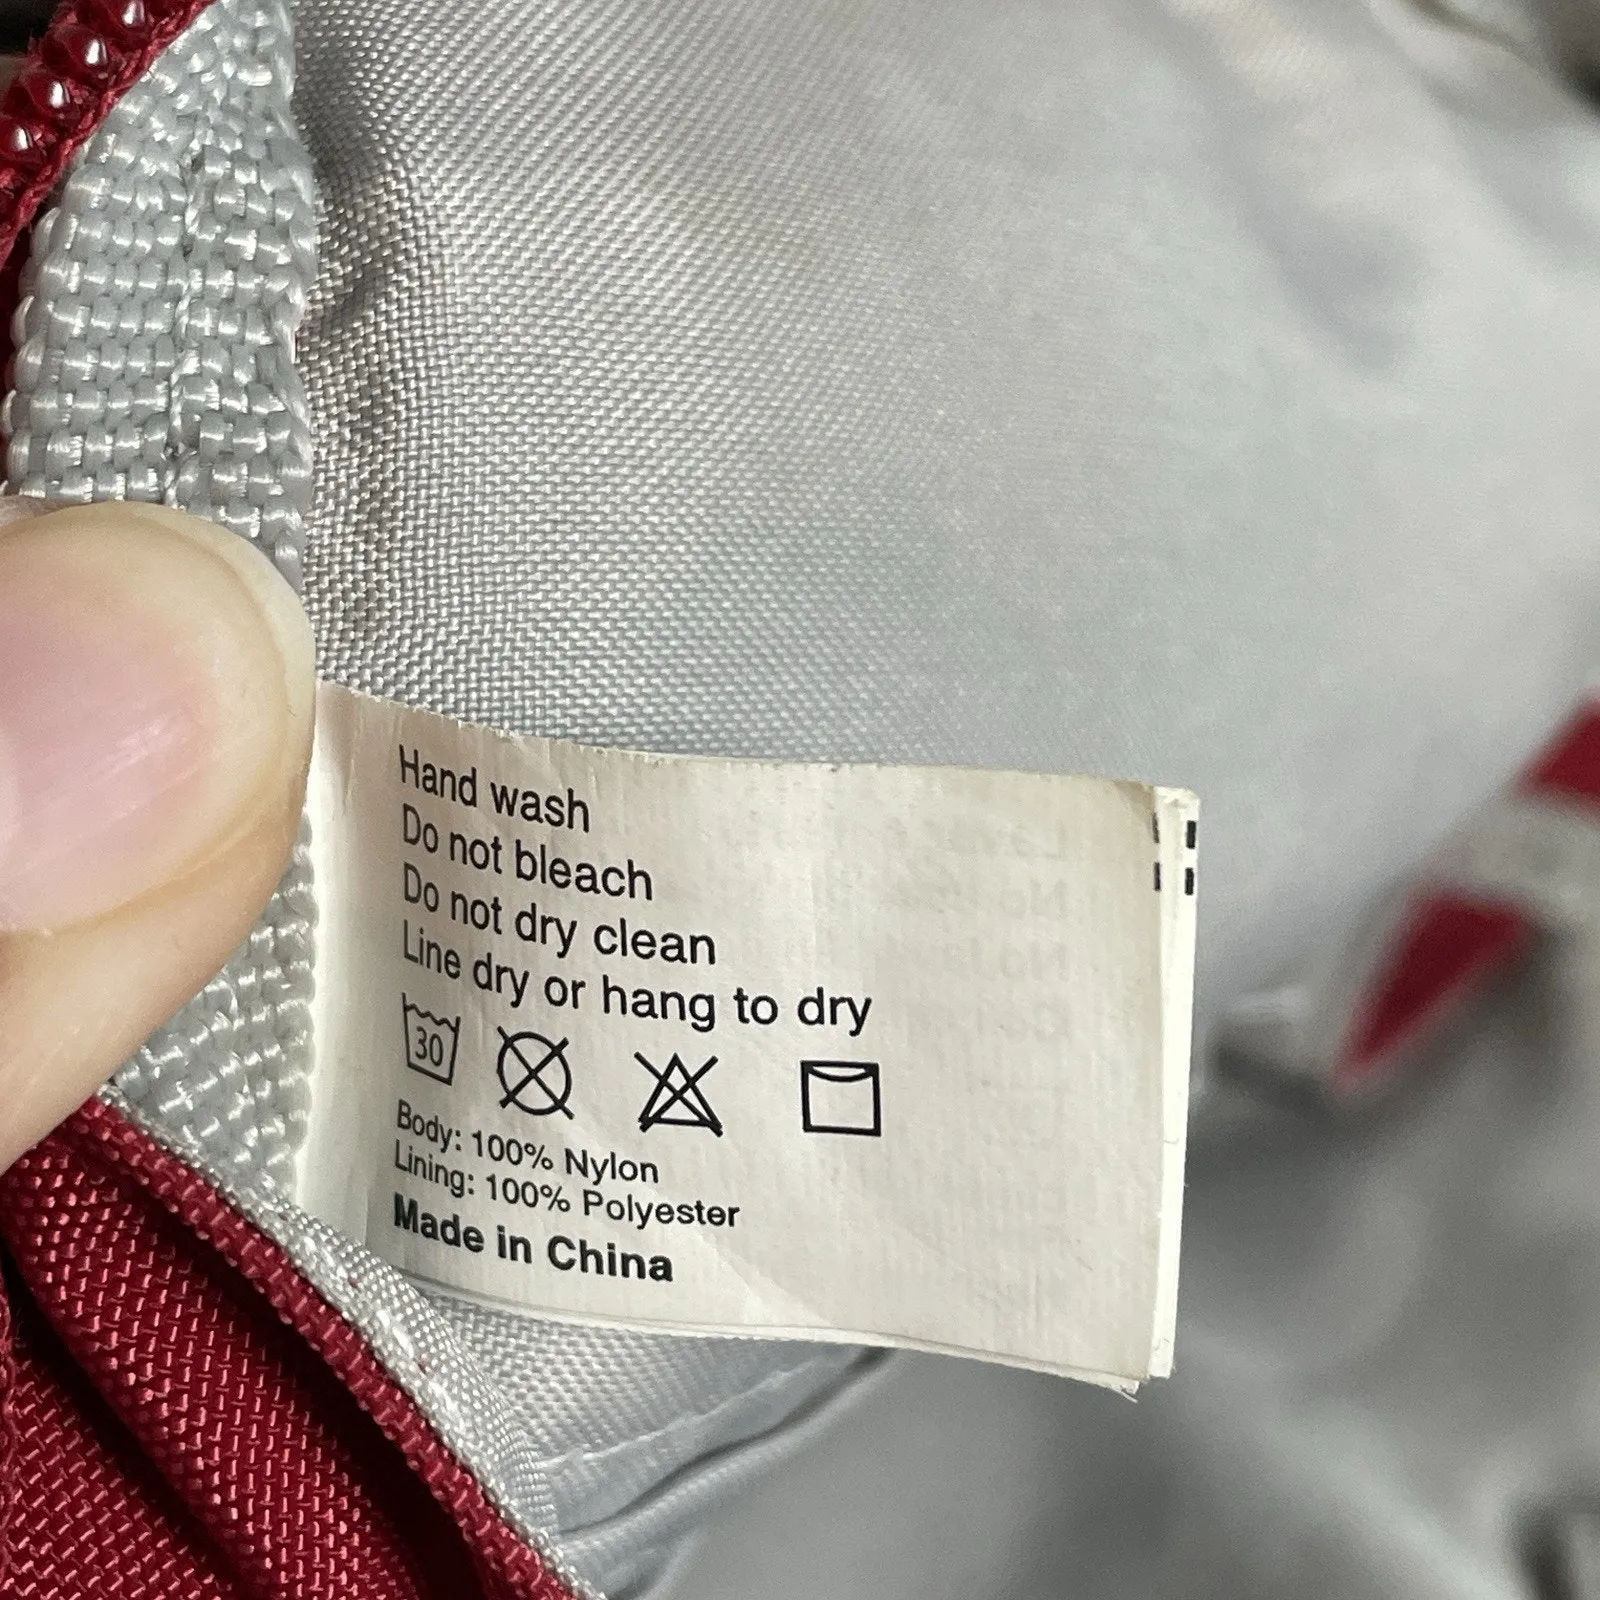 Hand wash
Do not bleach
Do not dry clean
Line dry or hang to dry
30
Body: 100% Nylon
Lining: 100% Polyester
Made in China